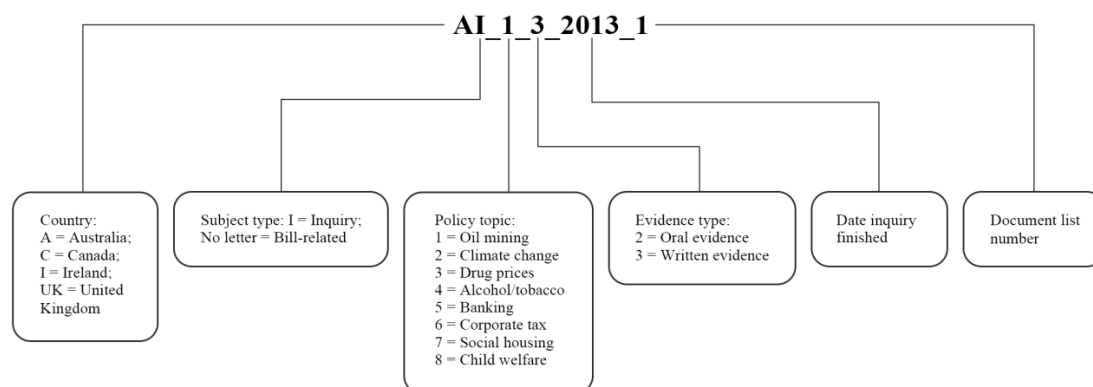 AI_1_3_2013_1
Country:
A = Australia;
C = Canada;
I = Ireland;
UK = United
Kingdom
Subject type: I = Inquiry;
No letter = Bill-related
Policy topic:
1 = Oil mining
2 = Climate change
3 = Drug prices
4 = Alcohol/tobacco
5 = Banking
6 = Corporate tax
7 = Social housing
8 = Child welfare
Evidence type:
2 = Oral evidence
3 = Written evidence
Date inquiry
finished
Document list
number